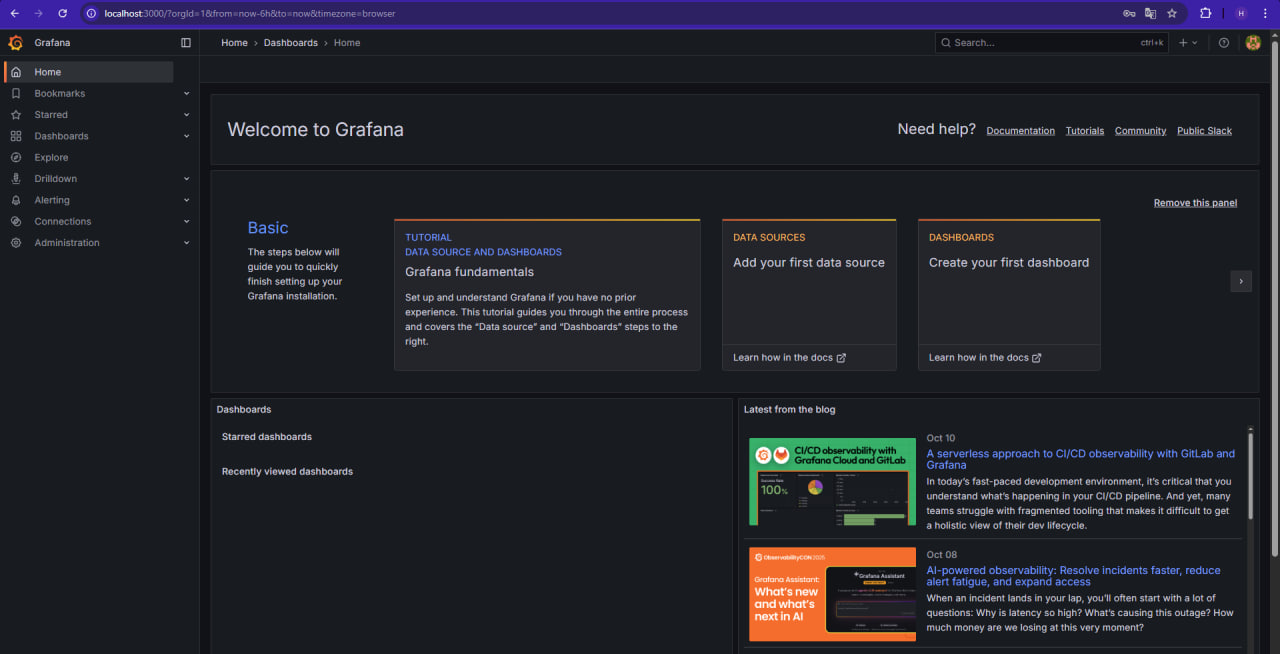 localhost:3000/?orgId=1&from=now-6h&to=now&timezone=browser
H
Grafana
Home › Dashboards › Home
Search...
ctrl+k
Home
Bookmarks
Starred
Dashboards
Explore
Drilldown
Alerting
Connections
Administration
Welcome to Grafana
Need help?
Documentation
Tutorials
Community
Public Slack
Remove this panel
Basic
The steps below will
guide you to quickly
finish setting up your
Grafana installation.
TUTORIAL
DATA SOURCE AND DASHBOARDS
Grafana fundamentals
Set up and understand Grafana if you have no prior
experience. This tutorial guides you through the entire process
and covers the “Data source” and “Dashboards” steps to the
right.
DATA SOURCES
Add your first data source
Learn how in the docs
DASHBOARDS
Create your first dashboard
Learn how in the docs
Dashboards
Starred dashboards
Recently viewed dashboards
Latest from the blog
CI/CD observability with
Grafana Cloud and GitLab
100%
Oct 10
A serverless approach to CI/CD observability with GitLab and
Grafana
In today’s fast-paced development environment, it’s critical that you
understand what’s happening in your CI/CD pipeline. And yet, many
teams struggle with fragmented tooling that makes it difficult to get
a holistic view of their dev lifecycle.
ObservabilityCON 2025
Grafana Assistant:
What’s new
and what’s
next in AI
Grafana Assistant
Oct 08
AI-powered observability: Resolve incidents faster, reduce
alert fatigue, and expand access
When an incident lands in your lap, you’ll often start with a lot of
questions: Why is latency so high? What’s causing this outage? How
much money are we losing at this very moment?